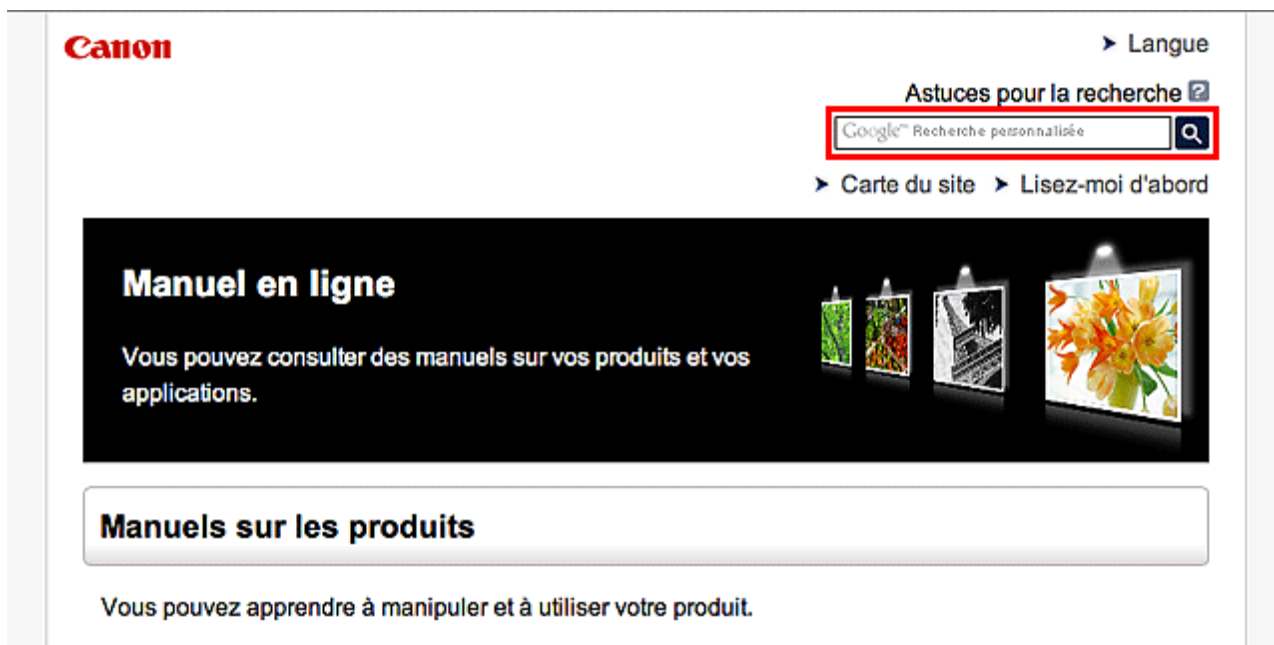 Canon
Langue
Astuces pour la recherche ?
Google™ Recherche personnalisée
Carte du site Lisez-moi d'abord
Manuel en ligne
Vous pouvez consulter des manuels sur vos produits et vos
applications.
Manuels sur les produits
Vous pouvez apprendre à manipuler et à utiliser votre produit.